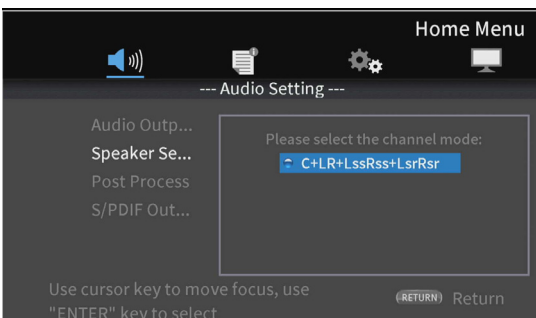 Home Menu
--- Audio Setting ---
Audio Outp...
Speaker Se...
Post Process
S/PDIF Out...
Please select the channel mode:
C+LR+LssRss+LsrRsr
Use cursor key to move focus, use
"ENTER" key to select
RETURN Return